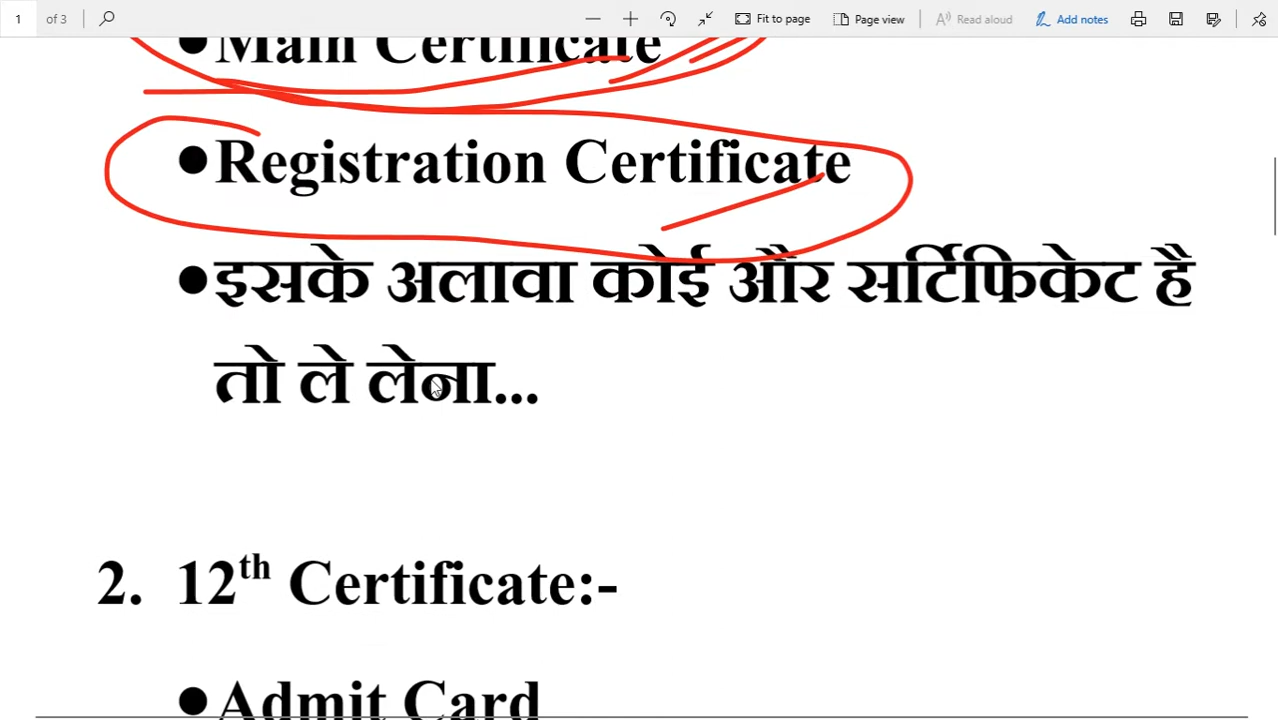 1 of 3 Fit to page Page view Read aloud Add notes
•Main Certificate
•Registration Certificate
•इसके अलावा कोई और सर्टिफिकेट है
तो ले लेना...
2. 12th Certificate:-
•Admit Card